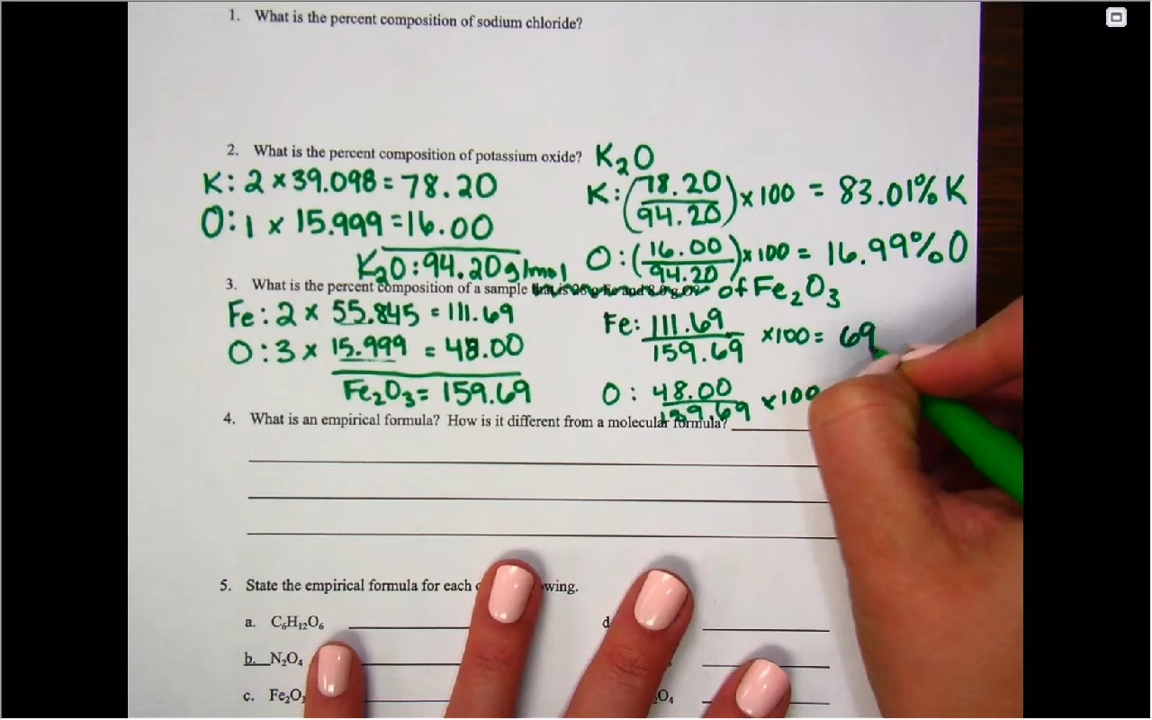 1. What is the percent composition of sodium chloride?
2. What is the percent composition of potassium oxide? K₂O
K: 2 × 39.098 = 78.20
O: 1 × 15.999 = 16.00
K₂O: 94.20 g/mol
K: (78.20/94.20) × 100 = 83.01% K
O: (16.00/94.20) × 100 = 16.99% O
3. What is the percent composition of a sample of Fe₂O₃
Fe: 2 × 55.845 = 111.69
O: 3 × 15.999 = 48.00
Fe₂O₃ = 159.69
Fe: 111.69/159.69 × 100 = 69
O: 48.00/159.69 × 100
4. What is an empirical formula? How is it different from a molecular formula?
5. State the empirical formula for each
a. C₆H₁₂O₆
b. N₂O₄
d
c. Fe₂O
O₄